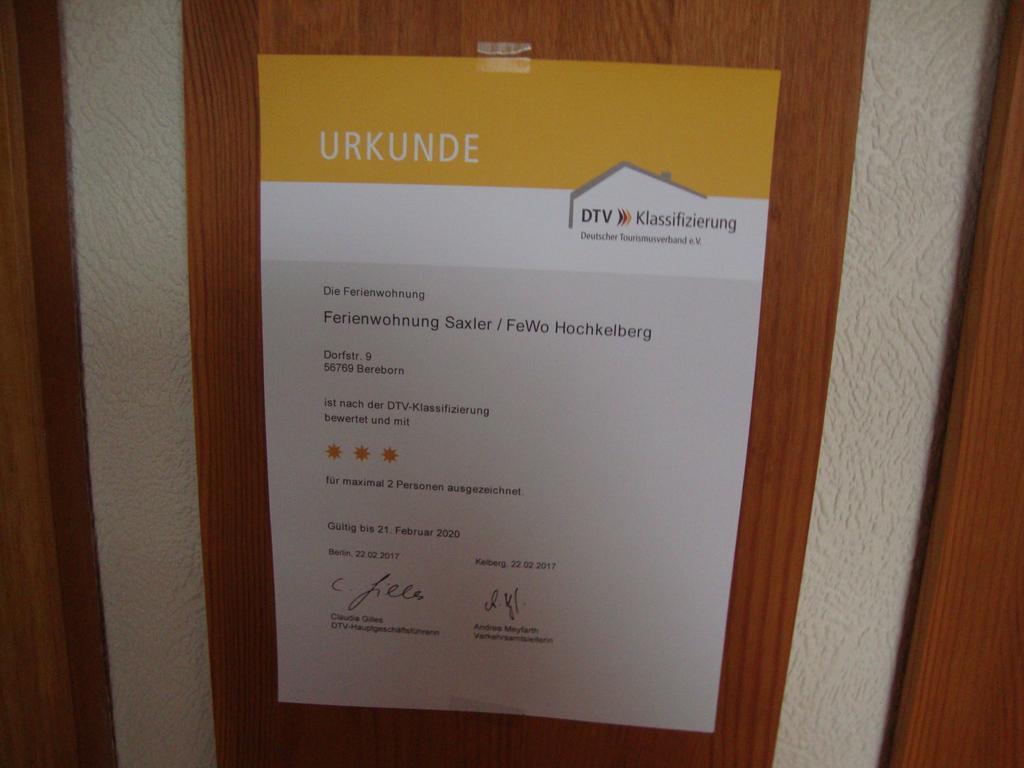 URKUNDE
DTV Klassifizierung
Deutscher Tourismusverband e.V.
Die Ferienwohnung
Ferienwohnung Saxler / FeWo Hochkelberg
Dorfstr. 9
56769 Bereborn
ist nach der DTV-Klassifizierung
bewertet und mit
für maximal 2 Personen ausgezeichnet.
Gültig bis 21. Februar 2020
Berlin, 22.02.2017
Kelberg, 22.02.2017
C. Gilles
Claudia Gilles
DTV-Hauptgeschäftsführerin
Andrea Meyfarth
Verkehrsamtsleiterin